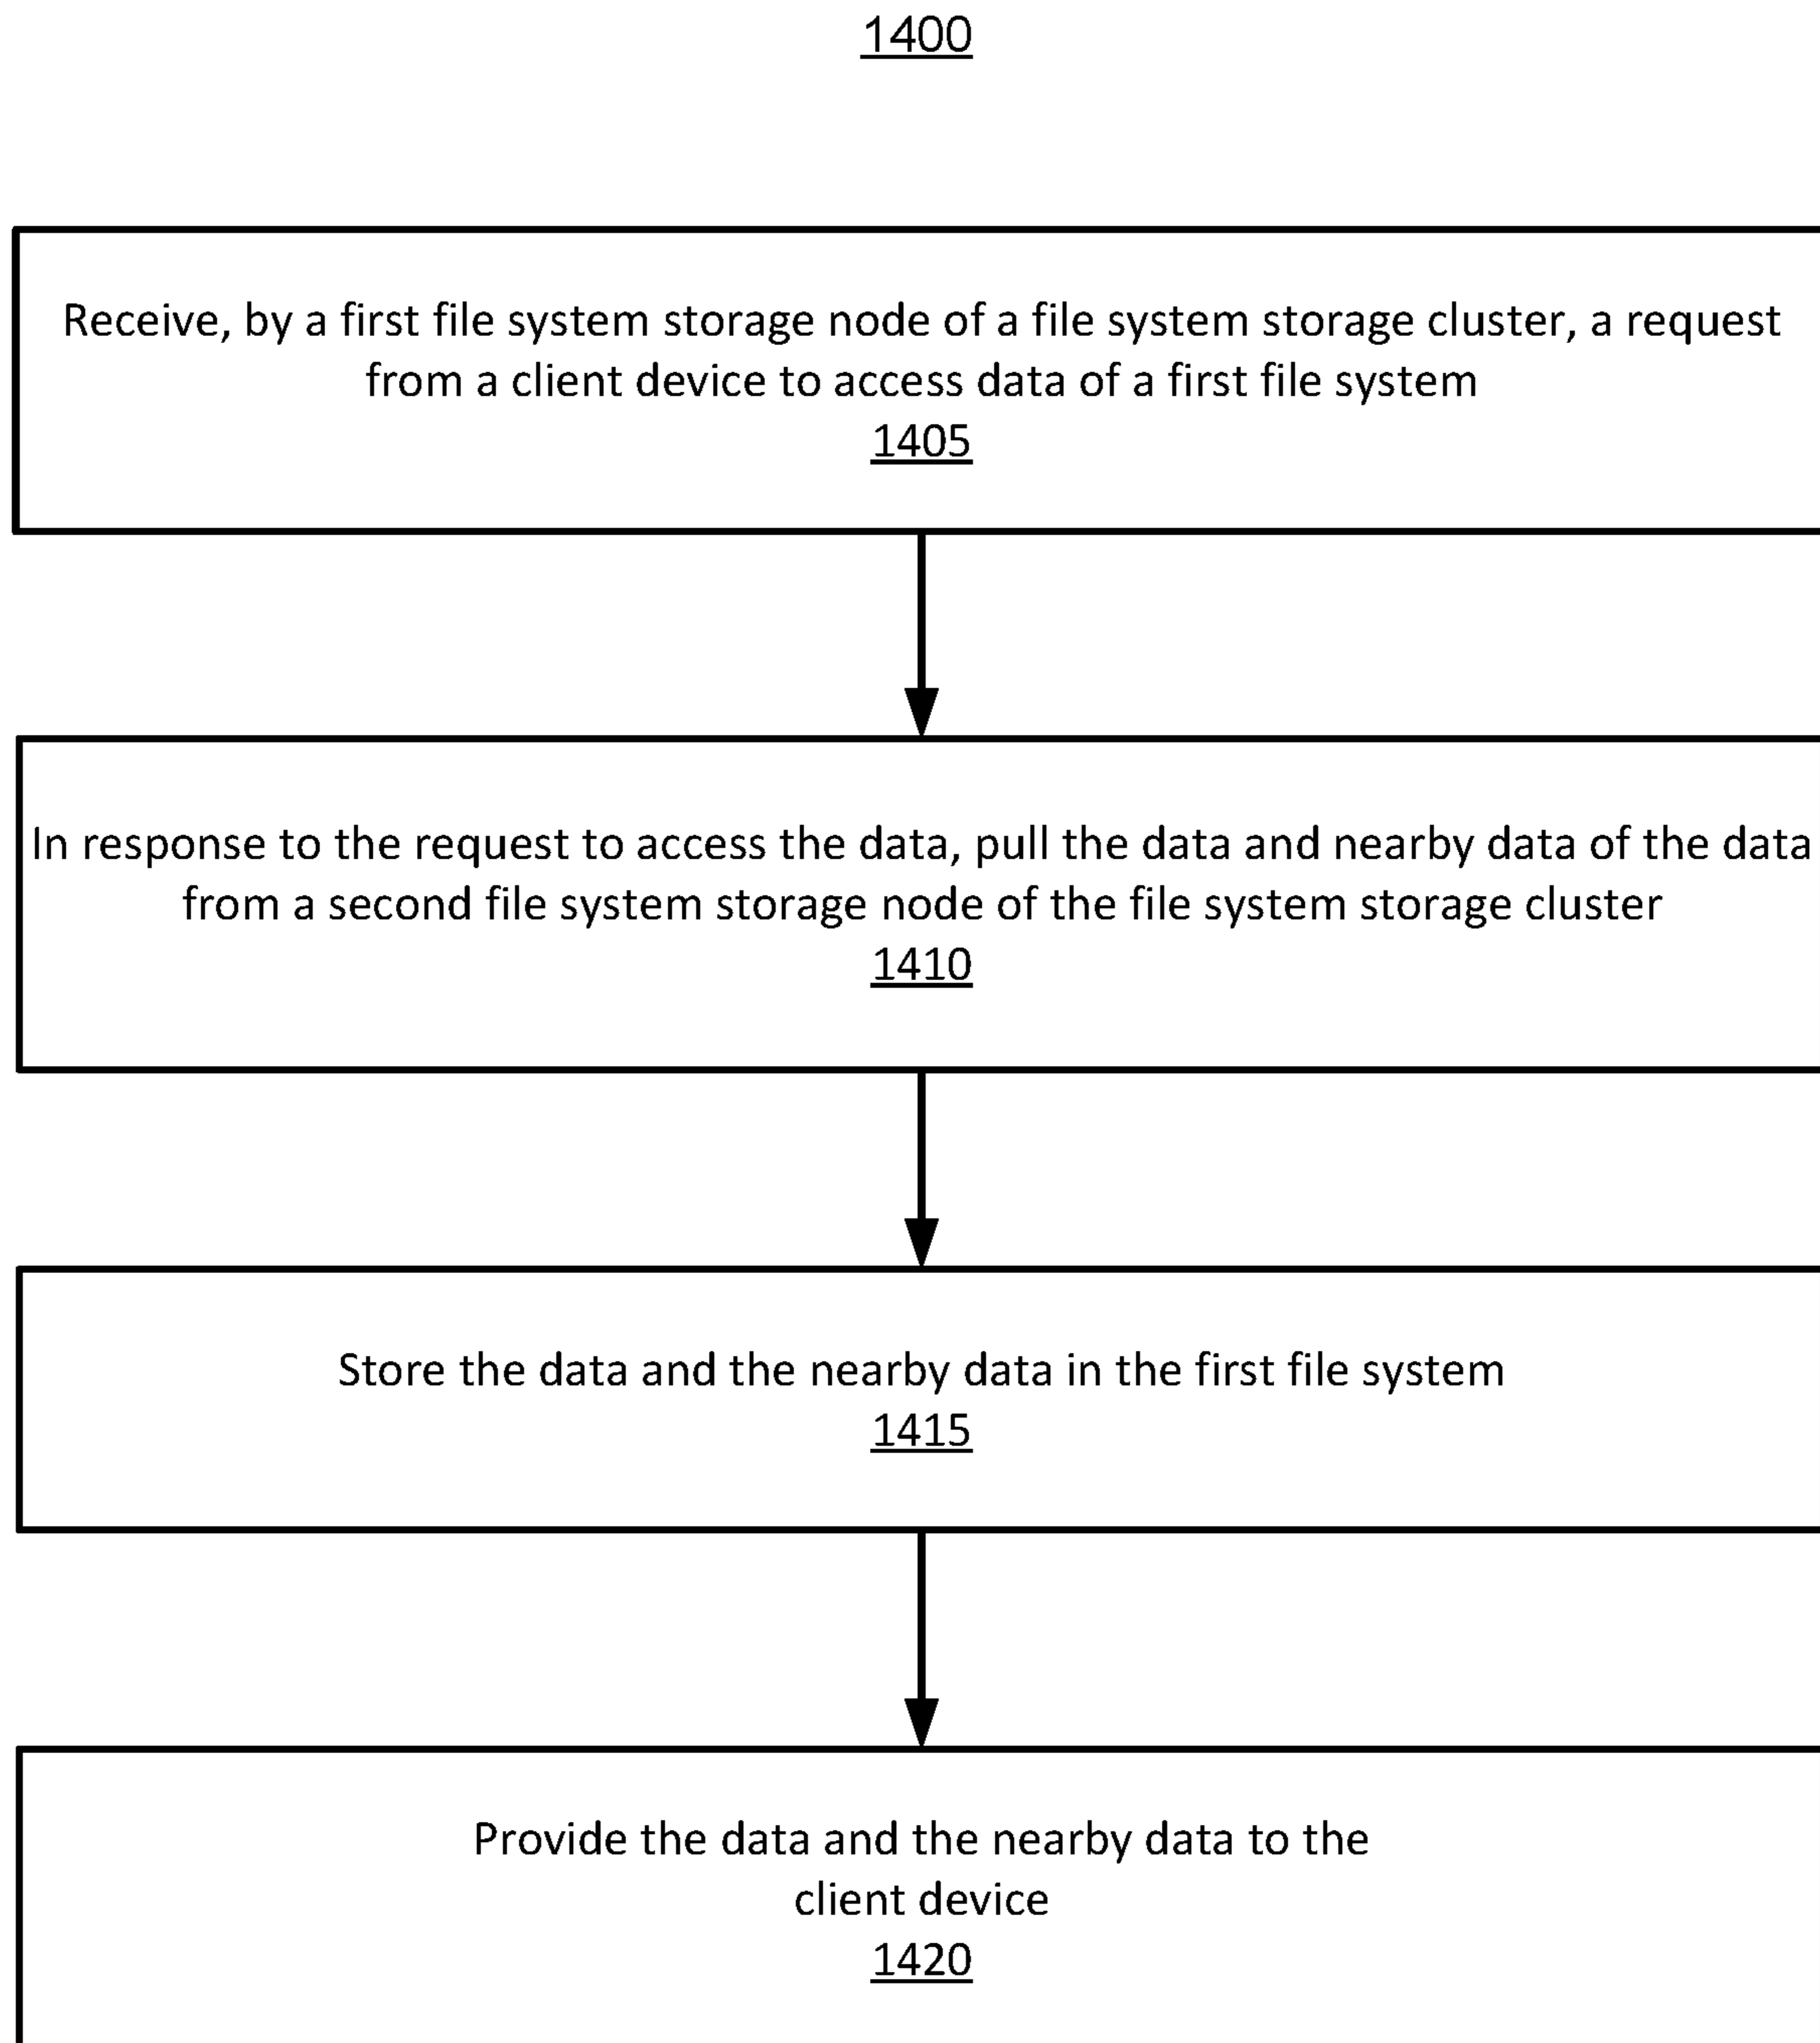 1400
Receive, by a first file system storage node of a file system storage cluster, a request
from a client device to access data of a first file system
1405
In response to the request to access the data, pull the data and nearby data of the data
from a second file system storage node of the file system storage cluster
1410
Store the data and the nearby data in the first file system
1415
Provide the data and the nearby data to the
client device
1420